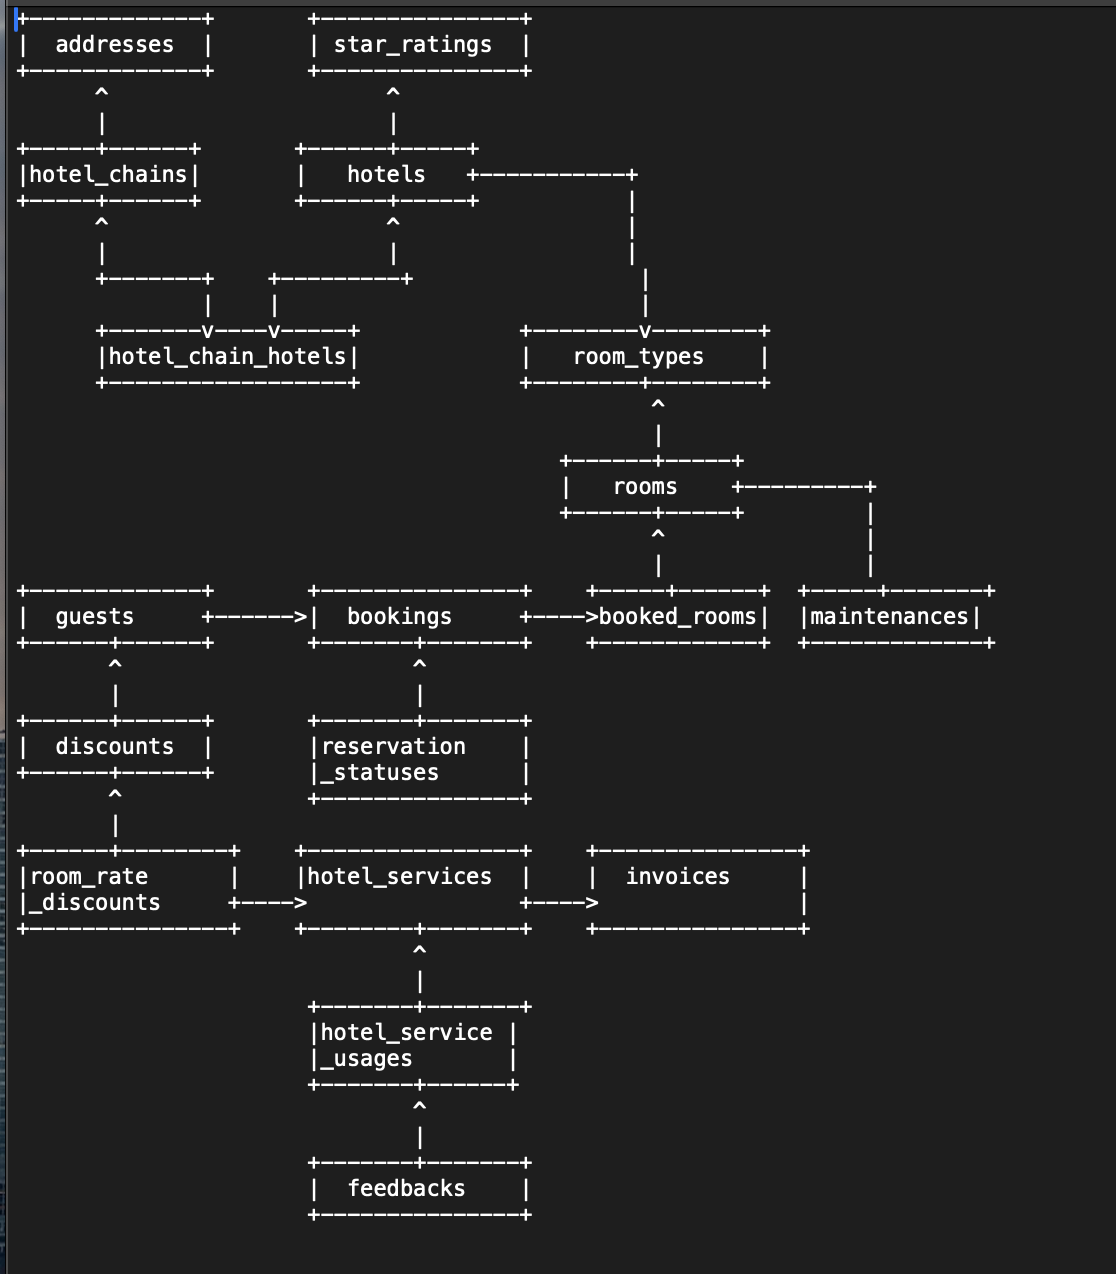 addresses star_ratings
hotel_chains hotels
hotel_chain_hotels room_types
rooms
guests bookings booked_rooms maintenances
discounts reservation
_statuses
room_rate hotel_services invoices
_discounts
hotel_service
_usages
feedbacks